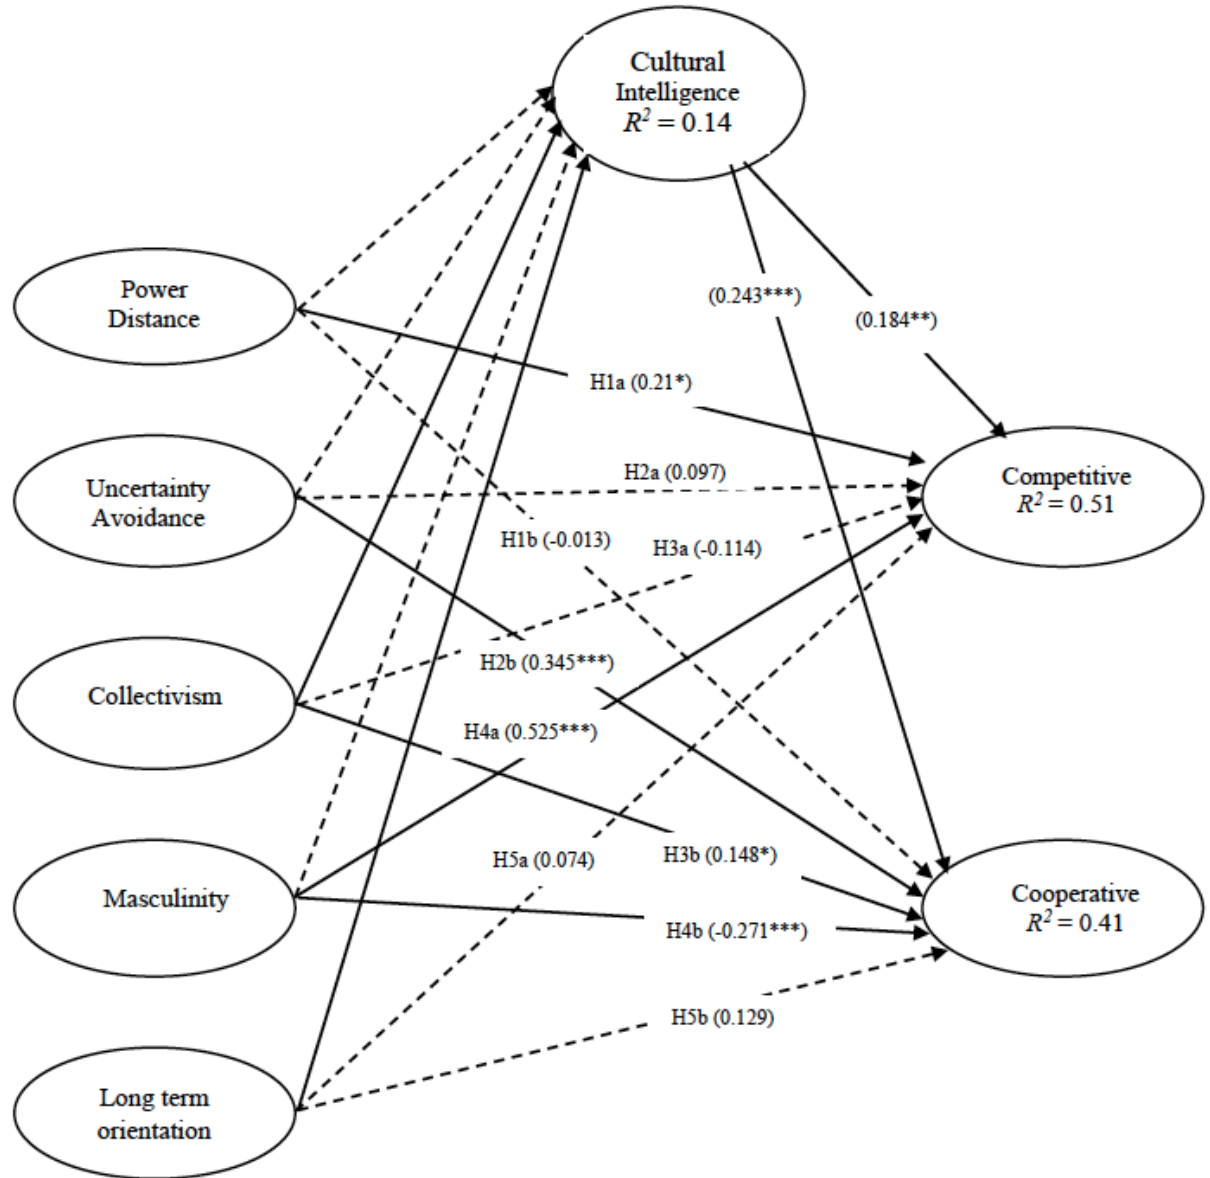 Cultural
Intelligence
R² = 0.14
Power
Distance
(0.243***)
(0.184**)
H1a (0.21*)
Uncertainty
Avoidance
H2a (0.097)
Competitive
R² = 0.51
H1b (-0.013)
H3a (-0.114)
H2b (0.345***)
Collectivism
H4a (0.525***)
H5a (0.074)
H3b (0.148*)
Masculinity
Cooperative
R² = 0.41
H4b (-0.271***)
H5b (0.129)
Long term
orientation